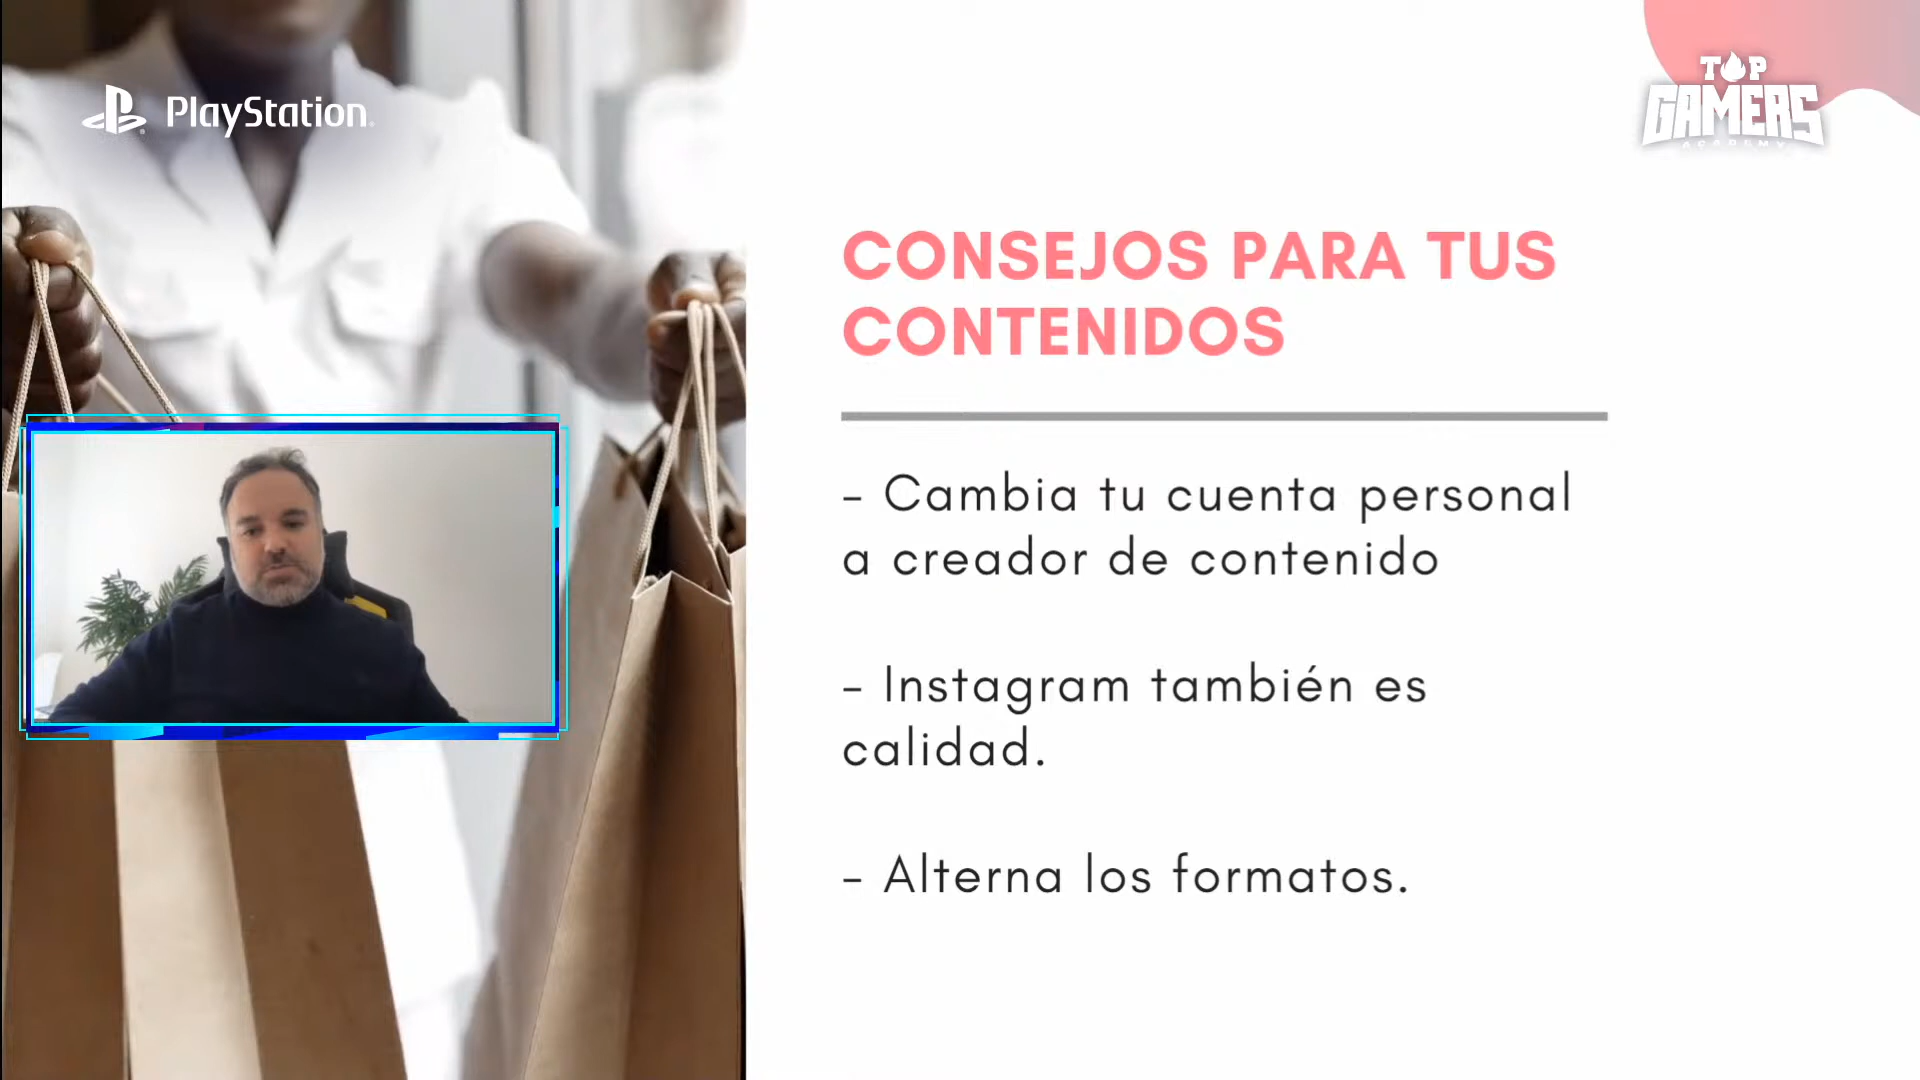 PlayStation
TOP
GAMERS
ACADEMY
CONSEJOS PARA TUS
CONTENIDOS
- Cambia tu cuenta personal
a creador de contenido
- Instagram también es
calidad.
- Alterna los formatos.